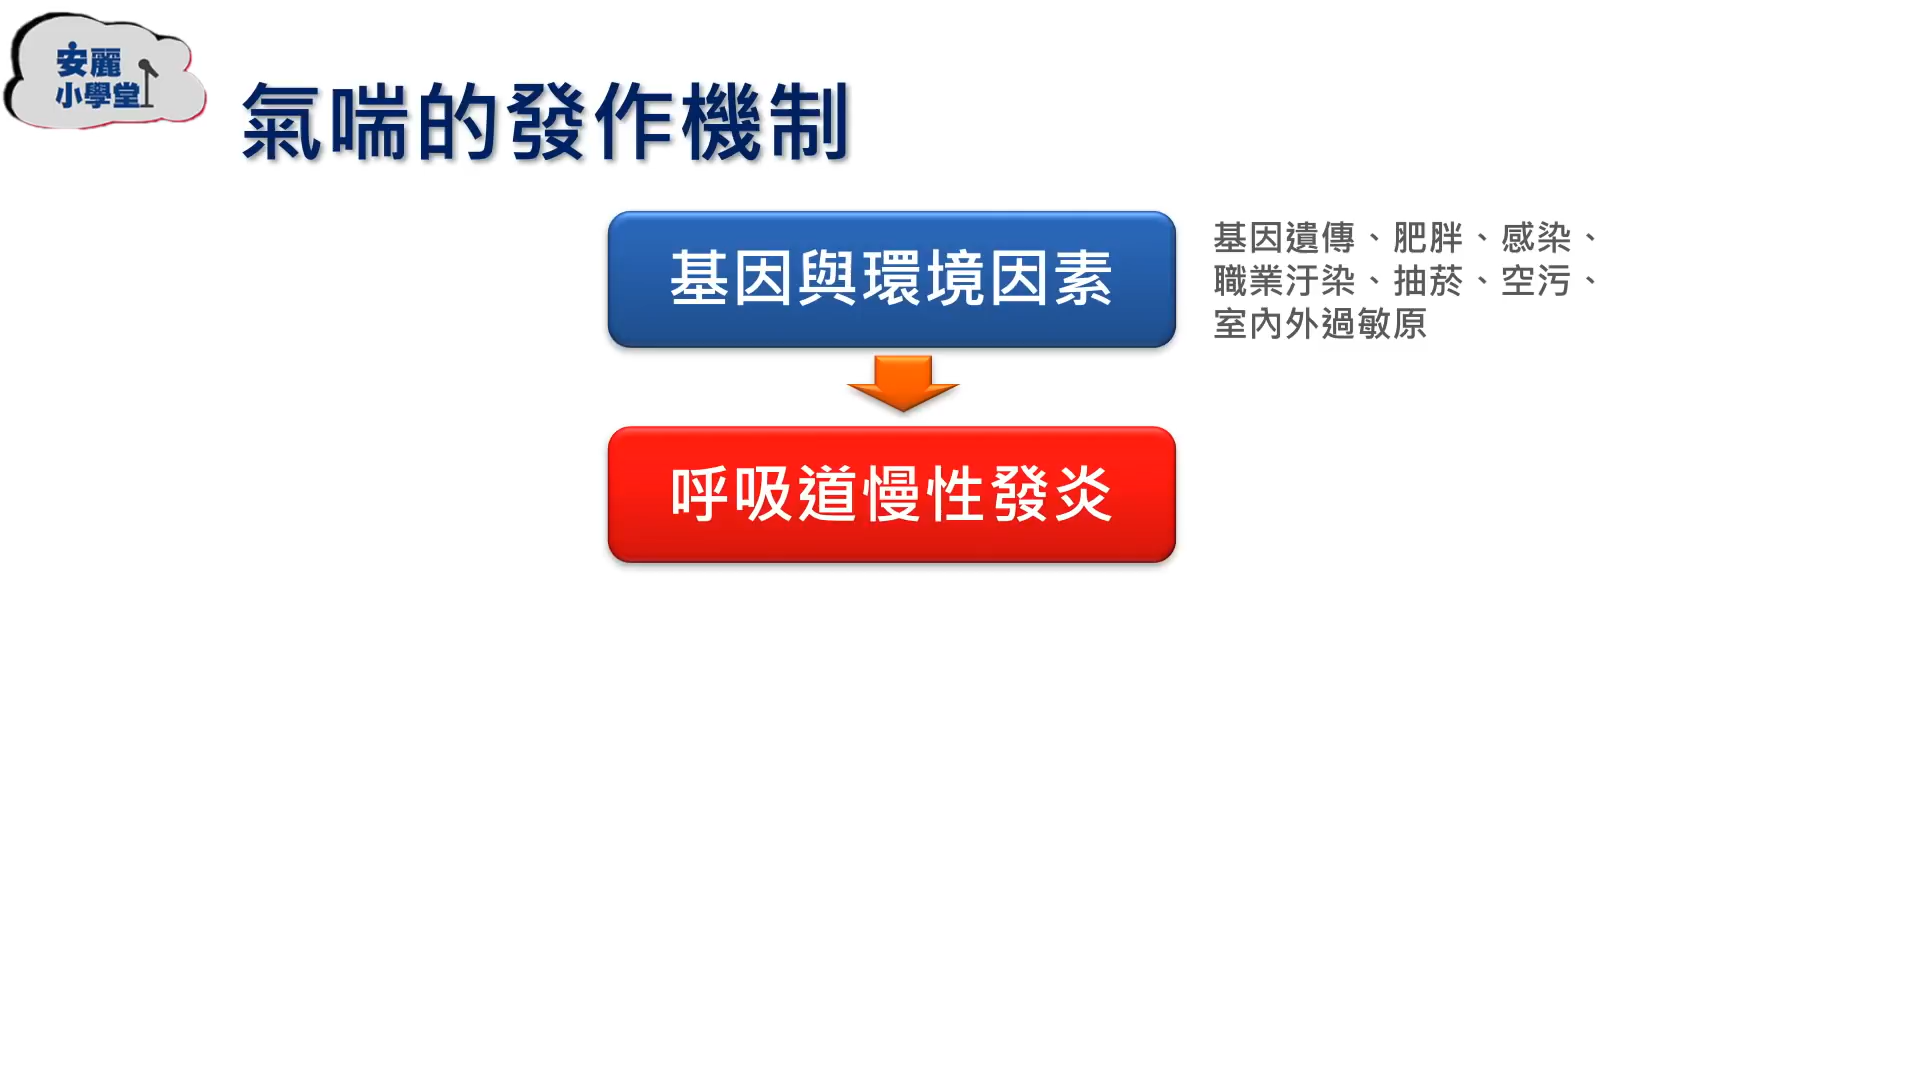 安麗
小學堂
氣喘的發作機制
基因與環境因素
基因遺傳、肥胖、感染、
職業汙染、抽菸、空污、
室內外過敏原
呼吸道慢性發炎